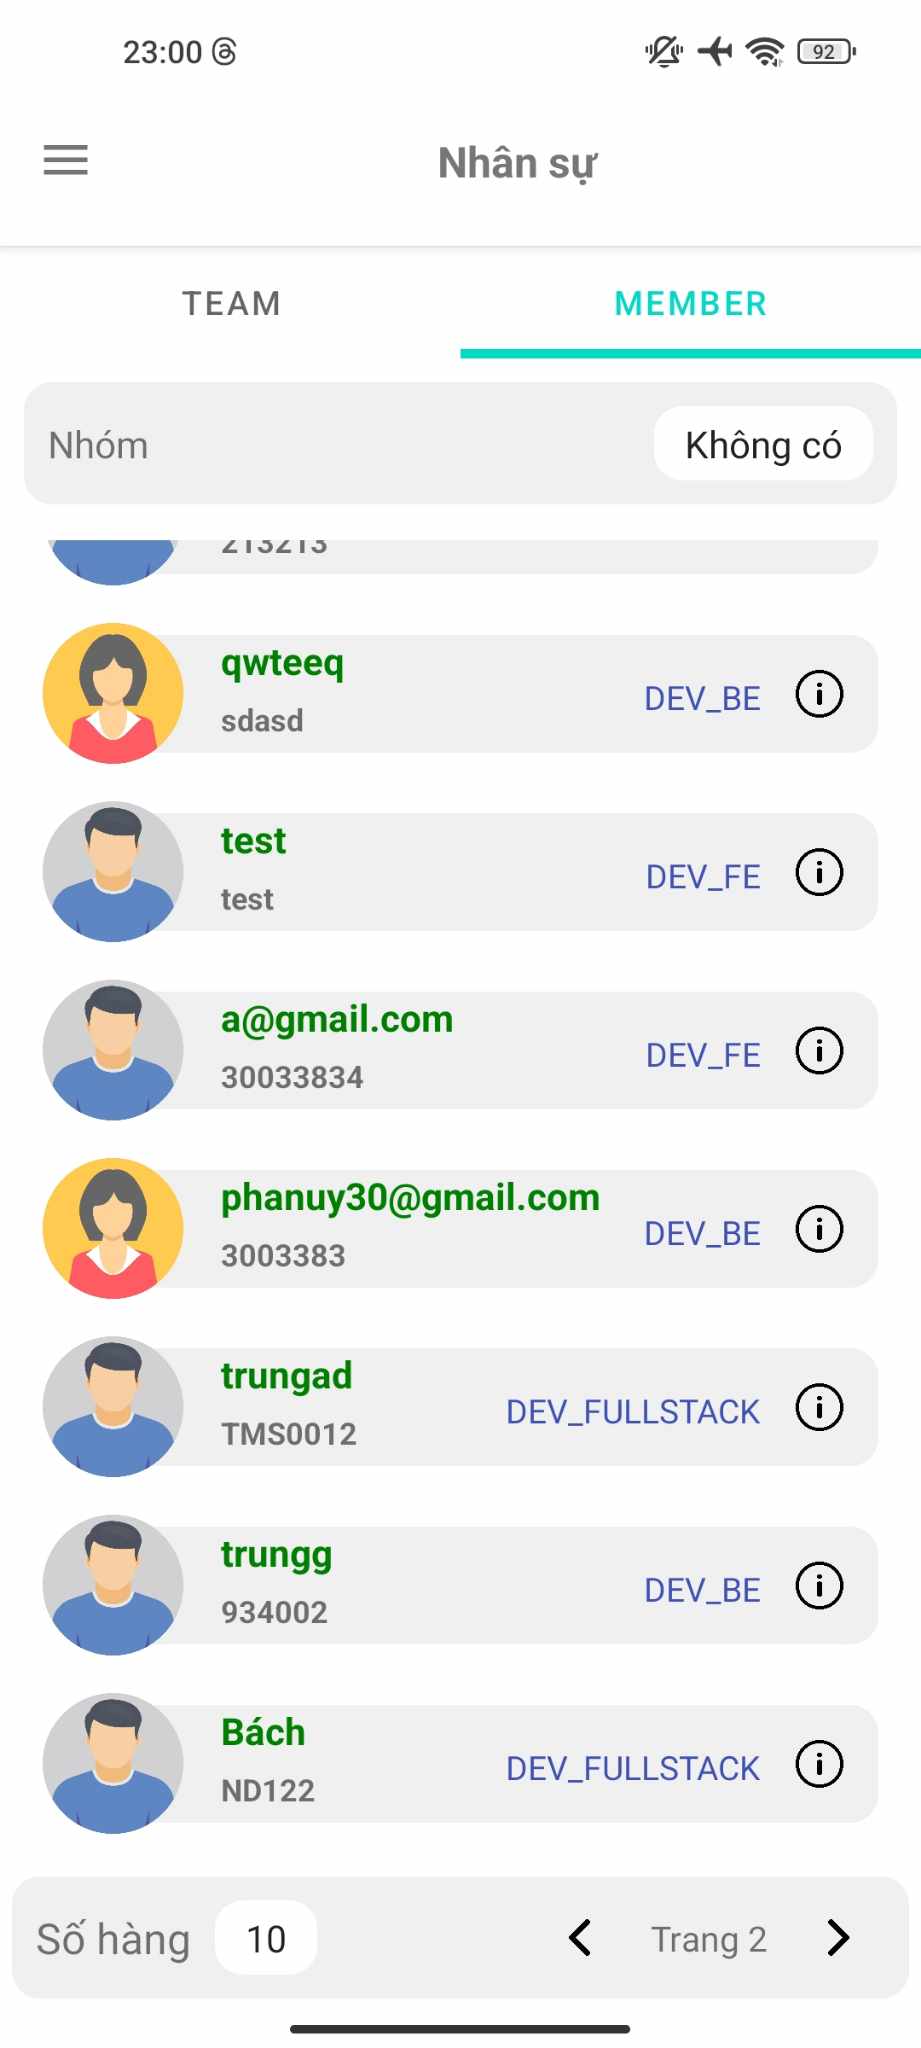 23:00
92
Nhân sự
TEAM
MEMBER
Nhóm
Không có
213213
qwteeq
sdasd
DEV_BE
test
test
DEV_FE
a@gmail.com
30033834
DEV_FE
phanuy30@gmail.com
3003383
DEV_BE
trungad
TMS0012
DEV_FULLSTACK
trungg
934002
DEV_BE
Bách
ND122
DEV_FULLSTACK
Số hàng
10
Trang 2